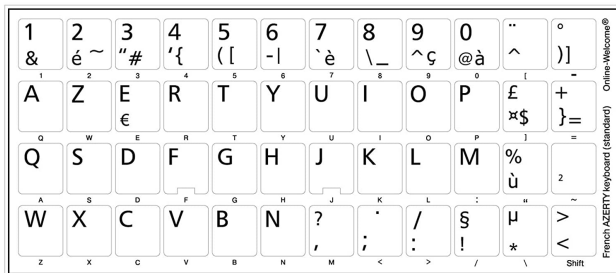 1 2 3 4 5 6 7 8 9 0 ¨ °
& é ~ "# '{ ([ -| `è \_ ^ç @à ^ )]
1 2 3 4 5 6 7 8 9 0 [ -
A Z E R T Y U I O P £ +
€ ¤$ }=
Q W E R T Y U I O P ] =
Q S D F G H J K L M %
ù 2
A S D F G H J K L : " ~
W X C V B N ? . / § µ >
, ; : ! * <
Z X C V B N M < > / \ Shift
French AZERTY keyboard (standard) Online-Welcome®